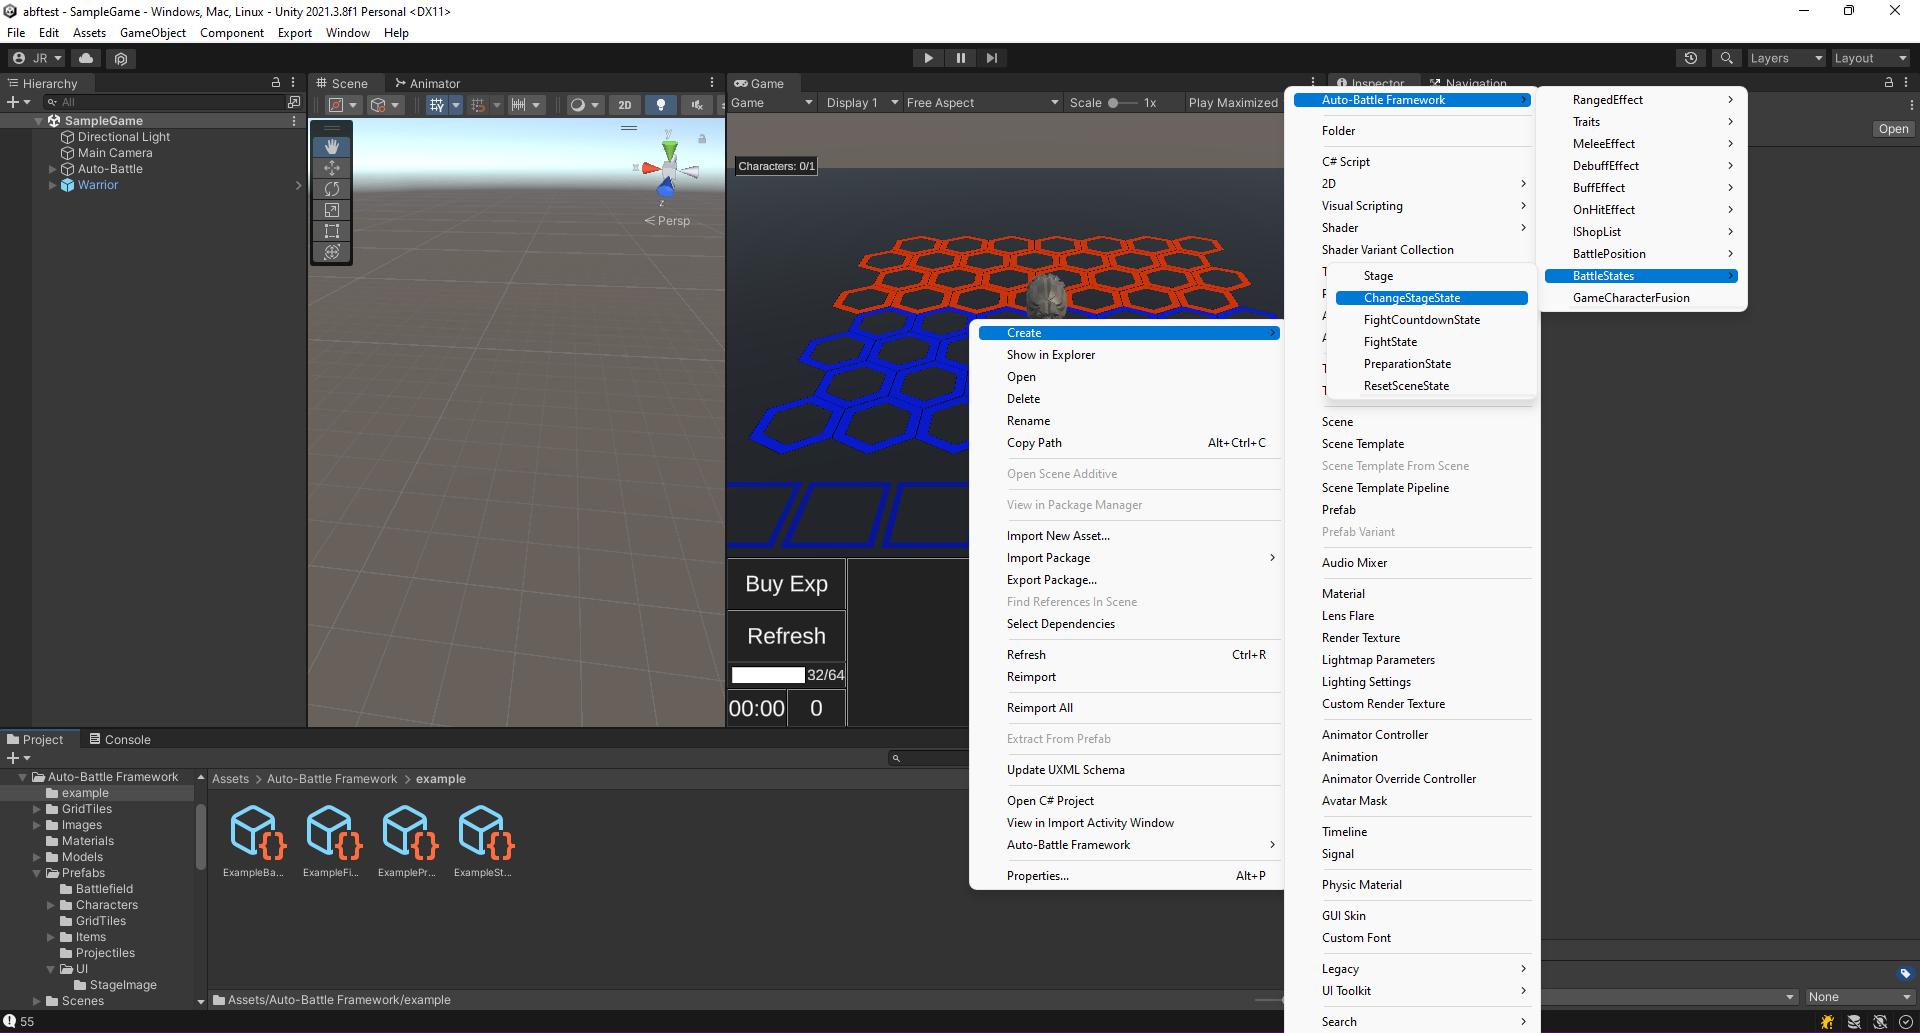 abftest - SampleGame - Windows, Mac, Linux - Unity 2021.3.8f1 Personal <DX11>
File Edit Assets GameObject Component Export Window Help
JR
Layers Layout
Hierarchy
All
SampleGame
Directional Light
Main Camera
Auto-Battle
Warrior
Scene Animator
2D
y
x
z
Persp
Game
Game Display 1 Free Aspect Scale 1x Play Maximized
Characters: 0/1
Buy Exp
Refresh
32/64
00:00 0
Inspector Navigation
Open
Create
Show in Explorer
Open
Delete
Rename
Copy Path Alt+Ctrl+C
Open Scene Additive
View in Package Manager
Import New Asset...
Import Package
Export Package...
Find References In Scene
Select Dependencies
Refresh Ctrl+R
Reimport
Reimport All
Extract From Prefab
Update UXML Schema
Open C# Project
View in Import Activity Window
Auto-Battle Framework
Properties... Alt+P
Auto-Battle Framework
Folder
C# Script
2D
Visual Scripting
Shader
Shader Variant Collection
Scene
Scene Template
Scene Template From Scene
Scene Template Pipeline
Prefab
Prefab Variant
Audio Mixer
Material
Lens Flare
Render Texture
Lightmap Parameters
Lighting Settings
Custom Render Texture
Animator Controller
Animation
Animator Override Controller
Avatar Mask
Timeline
Signal
Physic Material
GUI Skin
Custom Font
Legacy
UI Toolkit
Search
RangedEffect
Traits
MeleeEffect
DebuffEffect
BuffEffect
OnHitEffect
IShopList
BattlePosition
BattleStates
GameCharacterFusion
Stage
ChangeStageState
FightCountdownState
FightState
PreparationState
ResetSceneState
Project Console
Auto-Battle Framework
example
GridTiles
Images
Materials
Models
Prefabs
Battlefield
Characters
GridTiles
Items
Projectiles
UI
StageImage
Scenes
Assets > Auto-Battle Framework > example
ExampleBa... ExampleFi... ExamplePr... ExampleSt...
Assets/Auto-Battle Framework/example
None
55